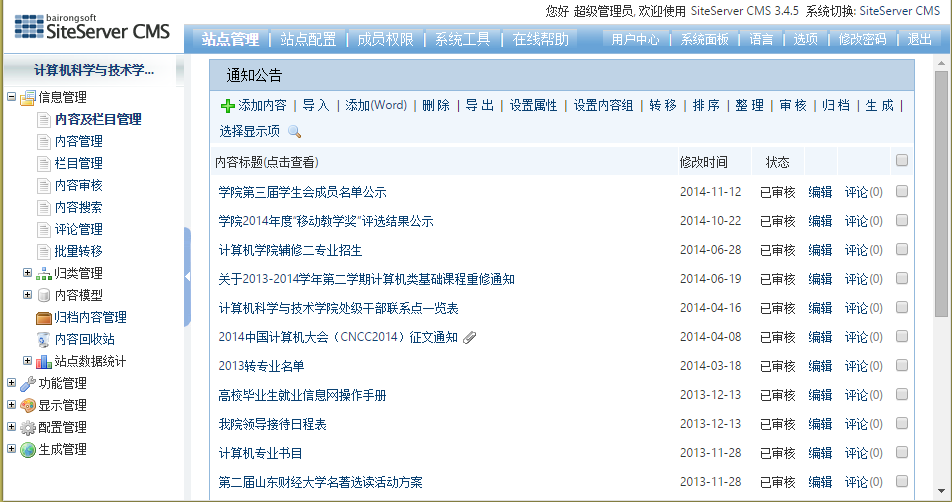 bairongsoft
SiteServer CMS
您好 超级管理员, 欢迎使用 SiteServer CMS 3.4.5 系统切换: SiteServer CMS
站点管理 | 站点配置 | 成员权限 | 系统工具 | 在线帮助
用户中心 | 系统面板 | 语言 | 选项 | 修改密码 | 退出
计算机科学与技术学...
信息管理
内容及栏目管理
内容管理
栏目管理
内容审核
内容搜索
评论管理
批量转移
归类管理
内容模型
归档内容管理
内容回收站
站点数据统计
功能管理
显示管理
配置管理
生成管理
通知公告
添加内容 | 导 入 | 添加(Word) | 删 除 | 导 出 | 设置属性 | 设置内容组 | 转 移 | 排 序 | 整 理 | 审 核 | 归 档 | 生 成 |
选择显示项
内容标题(点击查看) 修改时间 状态
学院第三届学生会成员名单公示 2014-11-12 已审核 编辑 评论(0)
学院2014年度“移动教学奖”评选结果公示 2014-10-22 已审核 编辑 评论(0)
计算机学院辅修二专业招生 2014-06-28 已审核 编辑 评论(0)
关于2013-2014学年第二学期计算机类基础课程重修通知 2014-06-19 已审核 编辑 评论(0)
计算机科学与技术学院处级干部联系点一览表 2014-04-16 已审核 编辑 评论(0)
2014中国计算机大会（CNCC2014）征文通知 2014-04-08 已审核 编辑 评论(0)
2013转专业名单 2014-03-18 已审核 编辑 评论(0)
高校毕业生就业信息网操作手册 2013-12-13 已审核 编辑 评论(0)
我院领导接待日程表 2013-12-13 已审核 编辑 评论(0)
计算机专业书目 2013-11-28 已审核 编辑 评论(0)
第二届山东财经大学名著选读活动方案 2013-11-28 已审核 编辑 评论(0)